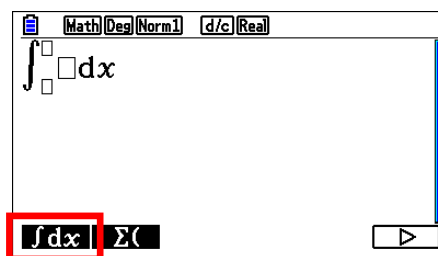 Math Deg Norm1 d/c Real
∫□□ □dx
∫dx Σ( ▷